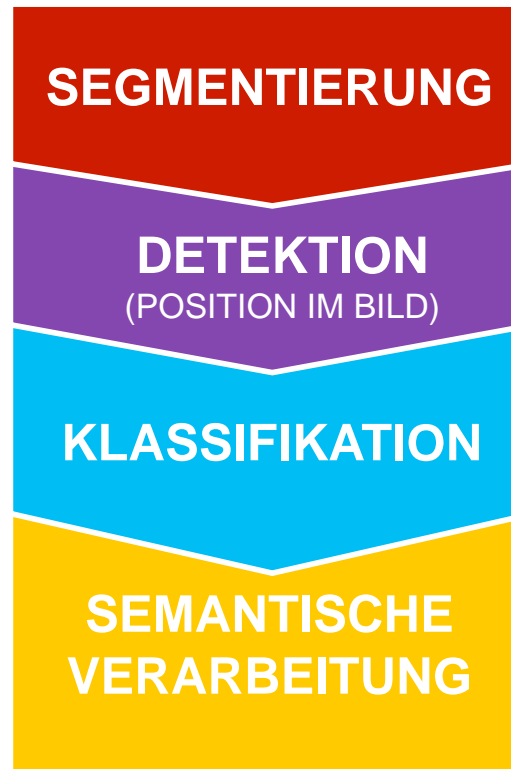 SEGMENTIERUNG
DETEKTION
(POSITION IM BILD)
KLASSIFIKATION
SEMANTISCHE
VERARBEITUNG